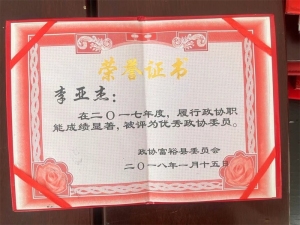 荣誉证书
李亚杰：
在二〇一七年度，履行政协职
能成绩显著，被评为优秀政协委员。
政协富裕县委员会
二〇一八年一月十五日